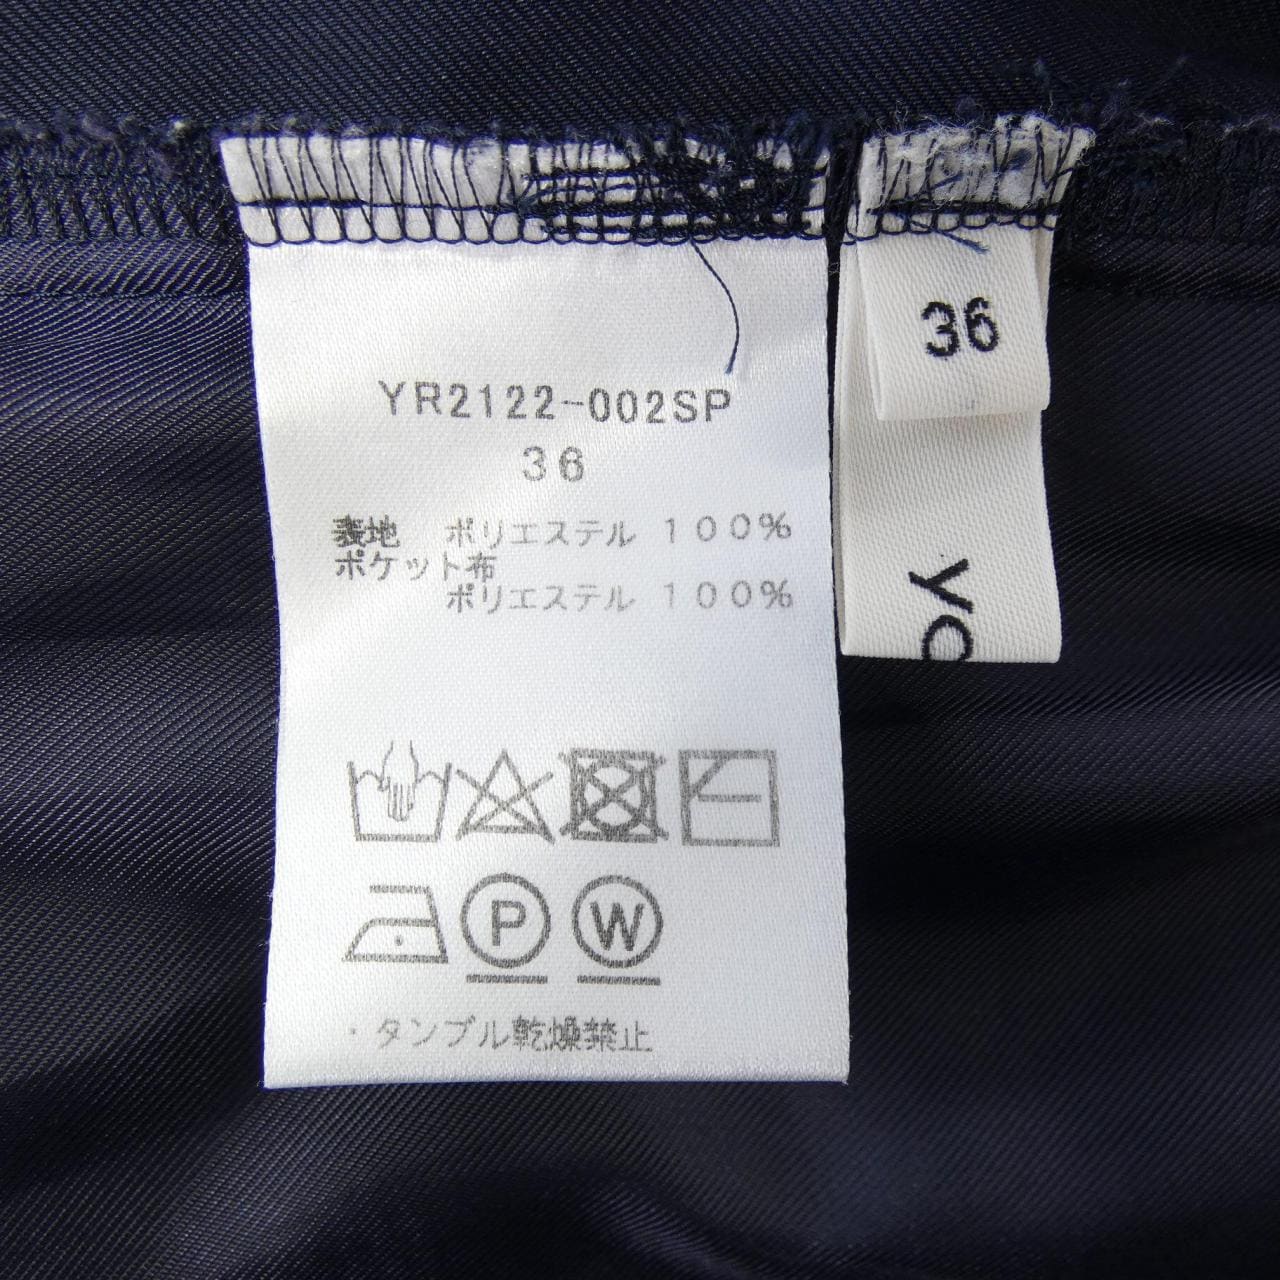 YR2122-002SP
36
表地 ポリエステル 100%
ポケット布
ポリエステル 100%
P W
・タンブル乾燥禁止
36
yo